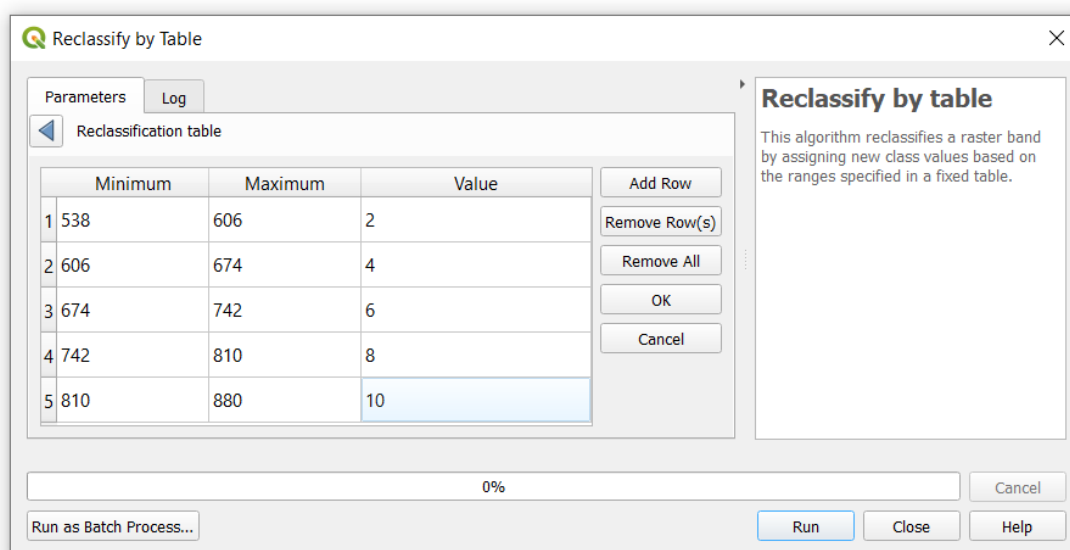 Reclassify by Table
Parameters Log
Reclassification table
Minimum Maximum Value
1 538 606 2
2 606 674 4
3 674 742 6
4 742 810 8
5 810 880 10
Add Row
Remove Row(s)
Remove All
OK
Cancel
Reclassify by table
This algorithm reclassifies a raster band
by assigning new class values based on
the ranges specified in a fixed table.
0%
Cancel
Run as Batch Process...
Run Close Help